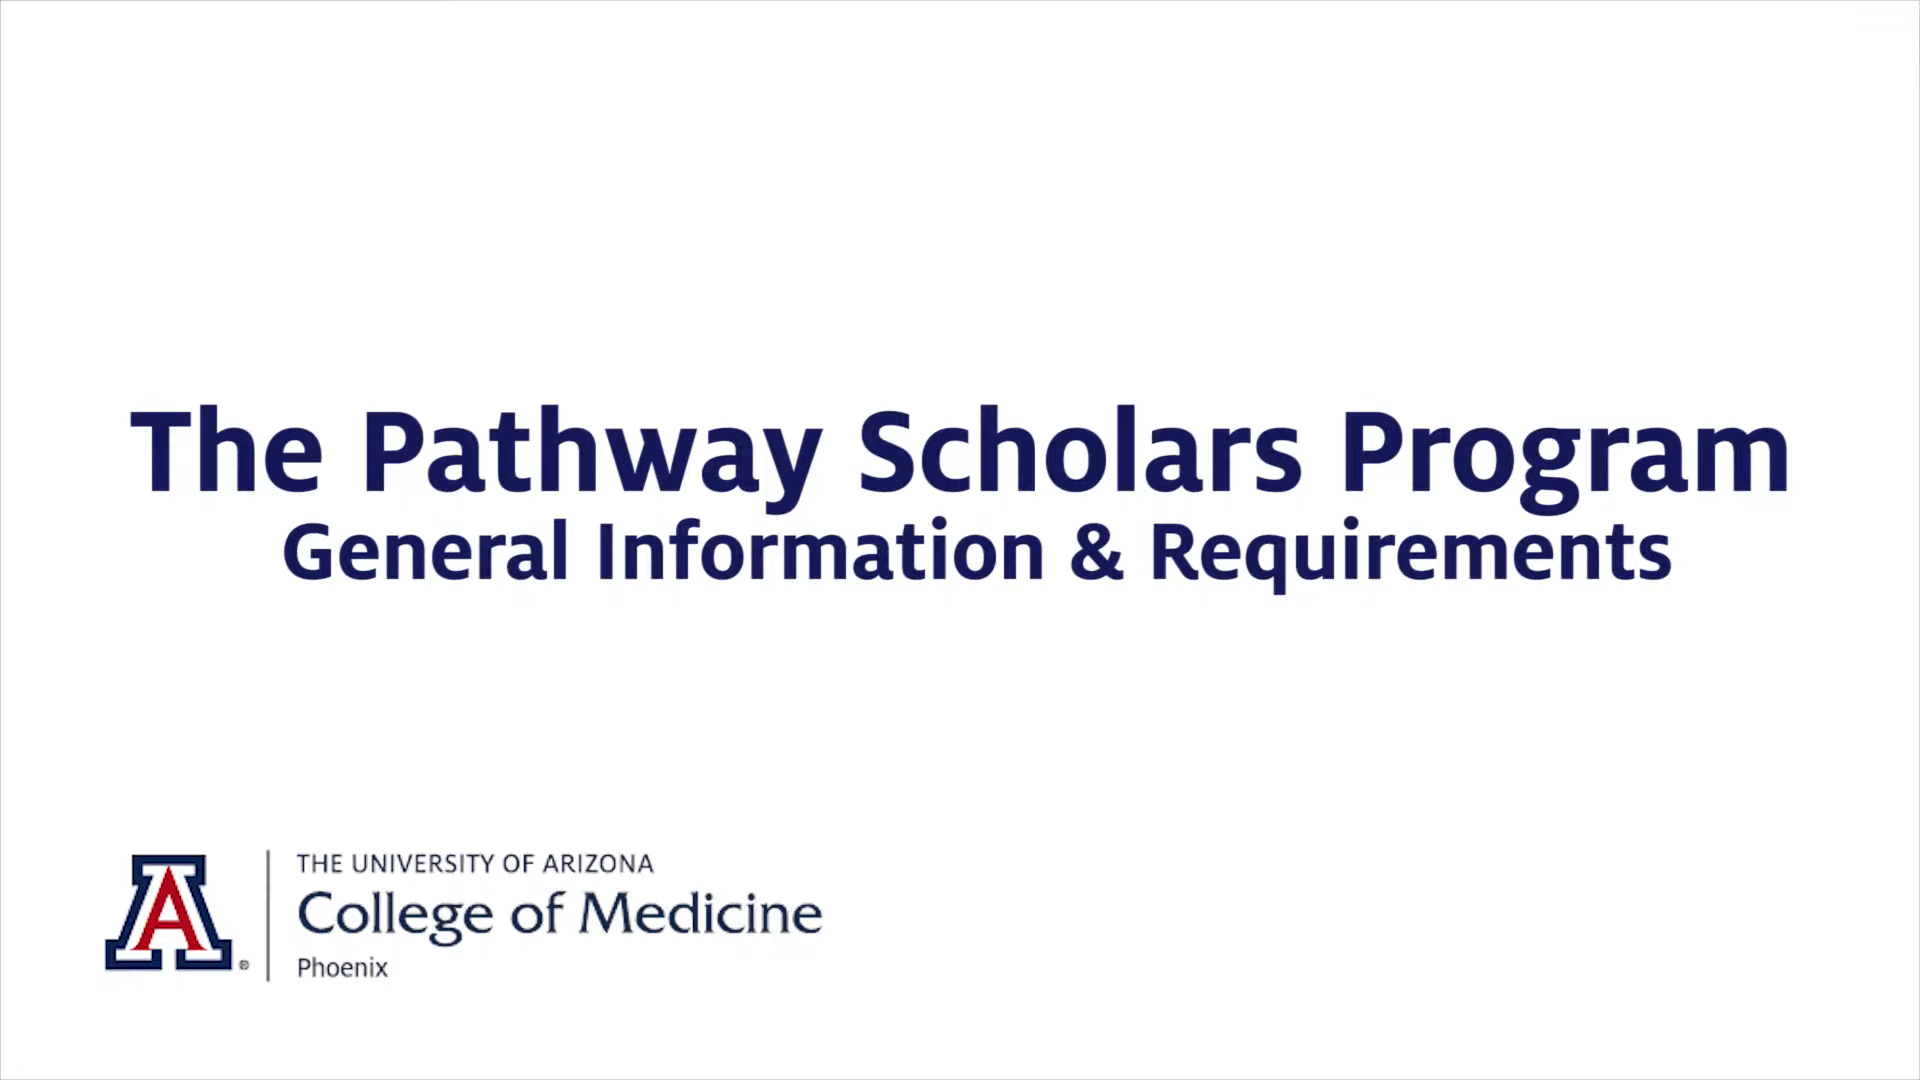 The Pathway Scholars Program
General Information & Requirements
A®
THE UNIVERSITY OF ARIZONA
College of Medicine
Phoenix